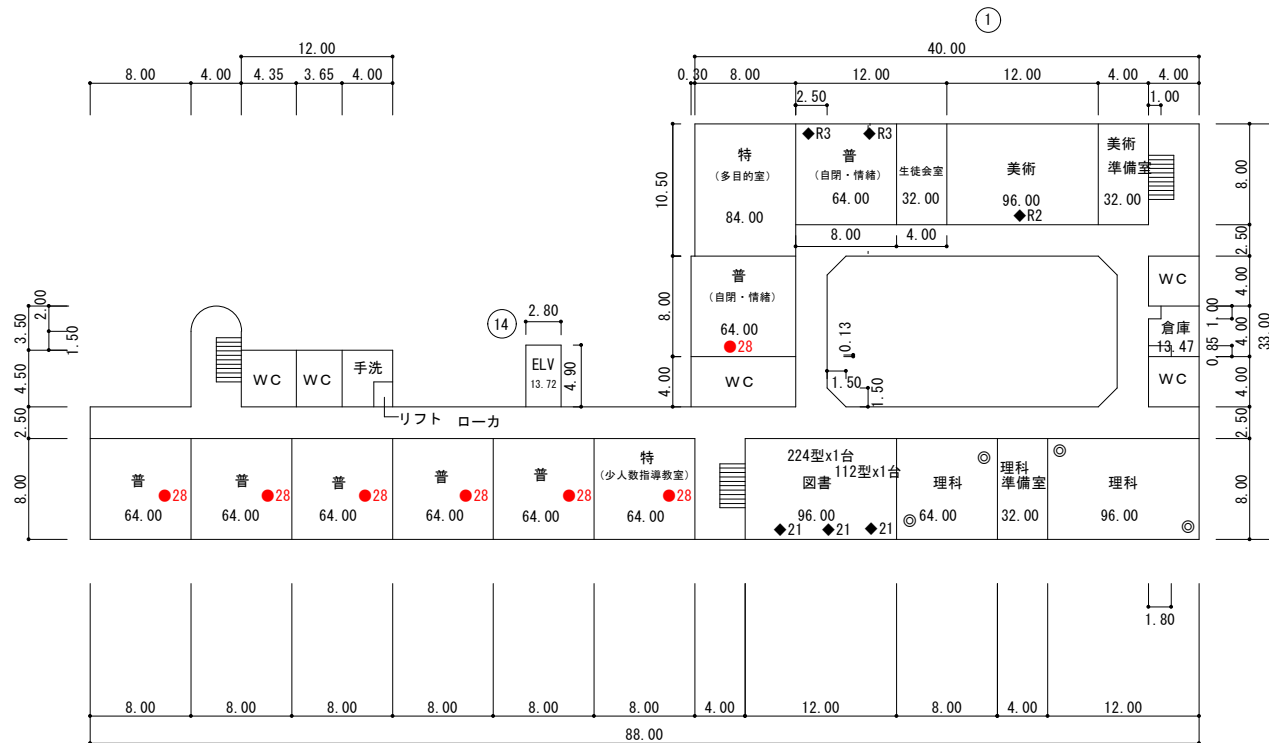 ①
12.00
40.00
8.00
4.00
4.35
3.65
4.00
0.30
8.00
12.00
12.00
4.00
4.00
2.50
1.00
特
(多目的室)
84.00
◆R3
◆R3
普
(自閉・情緒)
64.00
生徒会室
32.00
美術
96.00
◆R2
美術
準備室
32.00
10.50
8.00
2.50
8.00
4.00
普
(自閉・情緒)
64.00
●28
WC
4.00
WC
8.00
4.00
2.00
3.50
1.50
⑭
2.80
ELV
13.72
4.90
0.13
1.50
1.50
倉庫
13.47
1.00
0.85
4.00
33.00
WC
4.00
4.50
WC
WC
手洗
リフト
ローカ
2.50
2.50
普
●28
64.00
普
●28
64.00
普
●28
64.00
普
●28
64.00
普
●28
64.00
特
(少人数指導教室)
●28
64.00
224型x1台
112型x1台
図書
96.00
◆21
◆21
◆21
◎
理科
◎
64.00
理科
準備室
32.00
◎
理科
96.00
◎
8.00
8.00
1.80
8.00
8.00
8.00
8.00
8.00
8.00
4.00
12.00
8.00
4.00
12.00
88.00